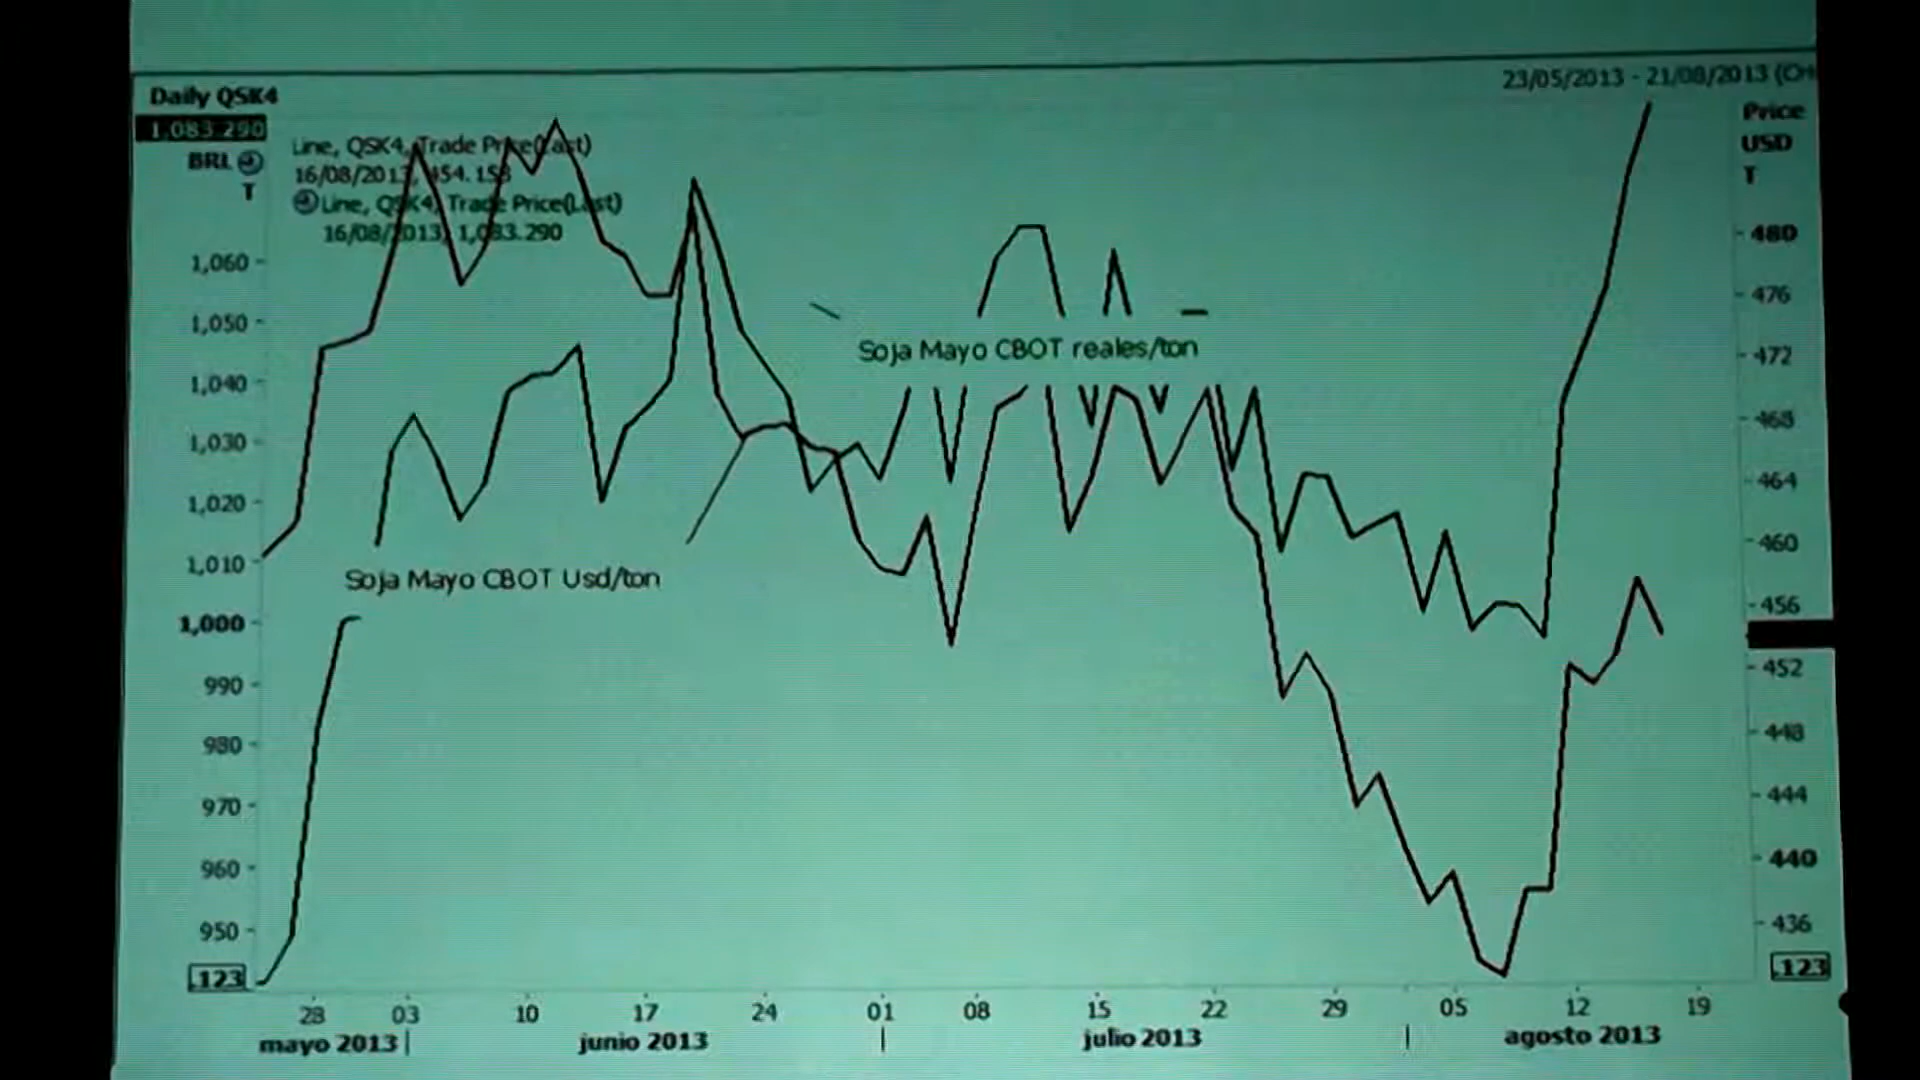 23/05/2013 - 21/08/2013
Daily QSK4
1,083.290
BRL
T
Line, QSK4, Trade Price(Last)
16/08/2013, 454.153
Line, QSK4, Trade Price(Last)
16/08/2013, 1,083.290
Price
USD
T
1,060
1,050
1,040
1,030
1,020
1,010
1,000
990
980
970
960
950
.123
480
476
472
468
464
460
456
452
448
444
440
436
.123
Soja Mayo CBOT reales/ton
Soja Mayo CBOT Usd/ton
28 03 10 17 24 01 08 15 22 29 05 12 19
mayo 2013 junio 2013 julio 2013 agosto 2013